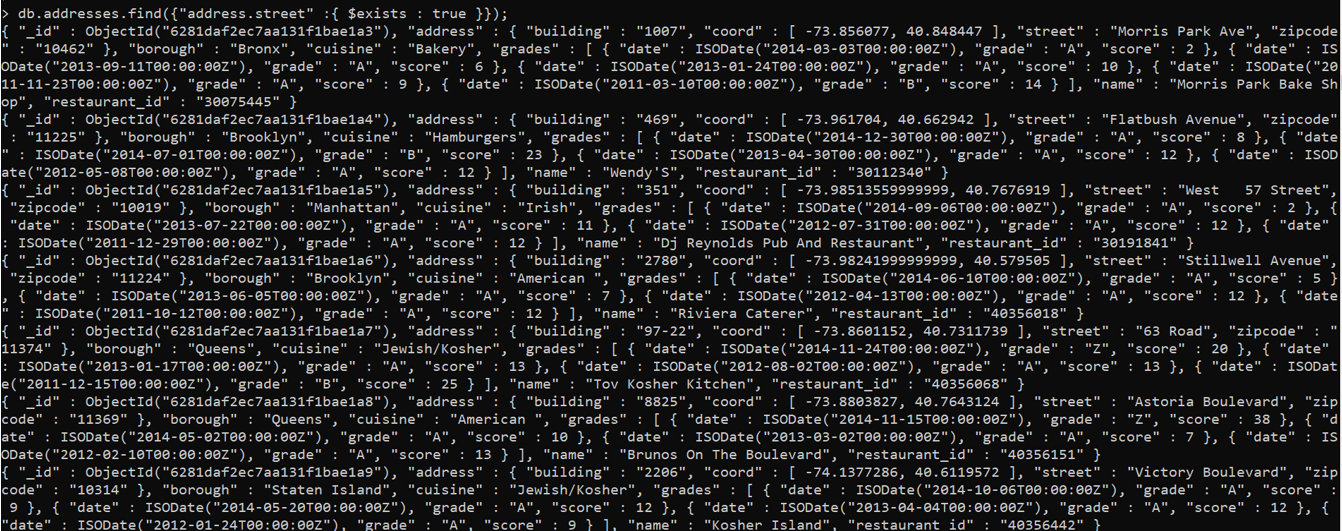 > db.addresses.find({"address.street" :{ $exists : true }});
{ "_id" : ObjectId("6281daf2ec7aa131f1bae1a3"), "address" : { "building" : "1007", "coord" : [ -73.856077, 40.848447 ], "street" : "Morris Park Ave", "zipcode
" : "10462" }, "borough" : "Bronx", "cuisine" : "Bakery", "grades" : [ { "date" : ISODate("2014-03-03T00:00:00Z"), "grade" : "A", "score" : 2 }, { "date" : IS
ODate("2013-09-11T00:00:00Z"), "grade" : "A", "score" : 6 }, { "date" : ISODate("2013-01-24T00:00:00Z"), "grade" : "A", "score" : 10 }, { "date" : ISODate("20
11-11-23T00:00:00Z"), "grade" : "A", "score" : 9 }, { "date" : ISODate("2011-03-10T00:00:00Z"), "grade" : "B", "score" : 14 } ], "name" : "Morris Park Bake Sh
op", "restaurant_id" : "30075445" }
{ "_id" : ObjectId("6281daf2ec7aa131f1bae1a4"), "address" : { "building" : "469", "coord" : [ -73.961704, 40.662942 ], "street" : "Flatbush Avenue", "zipcode"
 : "11225" }, "borough" : "Brooklyn", "cuisine" : "Hamburgers", "grades" : [ { "date" : ISODate("2014-12-30T00:00:00Z"), "grade" : "A", "score" : 8 }, { "date
" : ISODate("2014-07-01T00:00:00Z"), "grade" : "B", "score" : 23 }, { "date" : ISODate("2013-04-30T00:00:00Z"), "grade" : "A", "score" : 12 }, { "date" : ISOD
ate("2012-05-08T00:00:00Z"), "grade" : "A", "score" : 12 } ], "name" : "Wendy'S", "restaurant_id" : "30112340" }
{ "_id" : ObjectId("6281daf2ec7aa131f1bae1a5"), "address" : { "building" : "351", "coord" : [ -73.98513559999999, 40.7676919 ], "street" : "West   57 Street",
 "zipcode" : "10019" }, "borough" : "Manhattan", "cuisine" : "Irish", "grades" : [ { "date" : ISODate("2014-09-06T00:00:00Z"), "grade" : "A", "score" : 2 }, {
 "date" : ISODate("2013-07-22T00:00:00Z"), "grade" : "A", "score" : 11 }, { "date" : ISODate("2012-07-31T00:00:00Z"), "grade" : "A", "score" : 12 }, { "date"
: ISODate("2011-12-29T00:00:00Z"), "grade" : "A", "score" : 12 } ], "name" : "Dj Reynolds Pub And Restaurant", "restaurant_id" : "30191841" }
{ "_id" : ObjectId("6281daf2ec7aa131f1bae1a6"), "address" : { "building" : "2780", "coord" : [ -73.98241999999999, 40.579505 ], "street" : "Stillwell Avenue",
 "zipcode" : "11224" }, "borough" : "Brooklyn", "cuisine" : "American ", "grades" : [ { "date" : ISODate("2014-06-10T00:00:00Z"), "grade" : "A", "score" : 5 }
, { "date" : ISODate("2013-06-05T00:00:00Z"), "grade" : "A", "score" : 7 }, { "date" : ISODate("2012-04-13T00:00:00Z"), "grade" : "A", "score" : 12 }, { "date"
: ISODate("2011-10-12T00:00:00Z"), "grade" : "A", "score" : 12 } ], "name" : "Riviera Caterer", "restaurant_id" : "40356018" }
{ "_id" : ObjectId("6281daf2ec7aa131f1bae1a7"), "address" : { "building" : "97-22", "coord" : [ -73.8601152, 40.7311739 ], "street" : "63 Road", "zipcode" : "
11374" }, "borough" : "Queens", "cuisine" : "Jewish/Kosher", "grades" : [ { "date" : ISODate("2014-11-24T00:00:00Z"), "grade" : "Z", "score" : 20 }, { "date"
: ISODate("2013-01-17T00:00:00Z"), "grade" : "A", "score" : 13 }, { "date" : ISODate("2012-08-02T00:00:00Z"), "grade" : "A", "score" : 13 }, { "date" : ISODat
e("2011-12-15T00:00:00Z"), "grade" : "B", "score" : 25 } ], "name" : "Tov Kosher Kitchen", "restaurant_id" : "40356068" }
{ "_id" : ObjectId("6281daf2ec7aa131f1bae1a8"), "address" : { "building" : "8825", "coord" : [ -73.8803827, 40.7643124 ], "street" : "Astoria Boulevard", "zip
code" : "11369" }, "borough" : "Queens", "cuisine" : "American ", "grades" : [ { "date" : ISODate("2014-11-15T00:00:00Z"), "grade" : "Z", "score" : 38 }, { "d
ate" : ISODate("2014-05-02T00:00:00Z"), "grade" : "A", "score" : 10 }, { "date" : ISODate("2013-03-02T00:00:00Z"), "grade" : "A", "score" : 7 }, { "date" : IS
ODate("2012-02-10T00:00:00Z"), "grade" : "A", "score" : 13 } ], "name" : "Brunos On The Boulevard", "restaurant_id" : "40356151" }
{ "_id" : ObjectId("6281daf2ec7aa131f1bae1a9"), "address" : { "building" : "2206", "coord" : [ -74.1377286, 40.6119572 ], "street" : "Victory Boulevard", "zip
code" : "10314" }, "borough" : "Staten Island", "cuisine" : "Jewish/Kosher", "grades" : [ { "date" : ISODate("2014-10-06T00:00:00Z"), "grade" : "A", "score" :
 9 }, { "date" : ISODate("2014-05-20T00:00:00Z"), "grade" : "A", "score" : 12 }, { "date" : ISODate("2013-04-04T00:00:00Z"), "grade" : "A", "score" : 12 }, {
"date" : ISODate("2012-01-24T00:00:00Z"), "grade" : "A", "score" : 9 } ], "name" : "Kosher Island", "restaurant_id" : "40356442" }